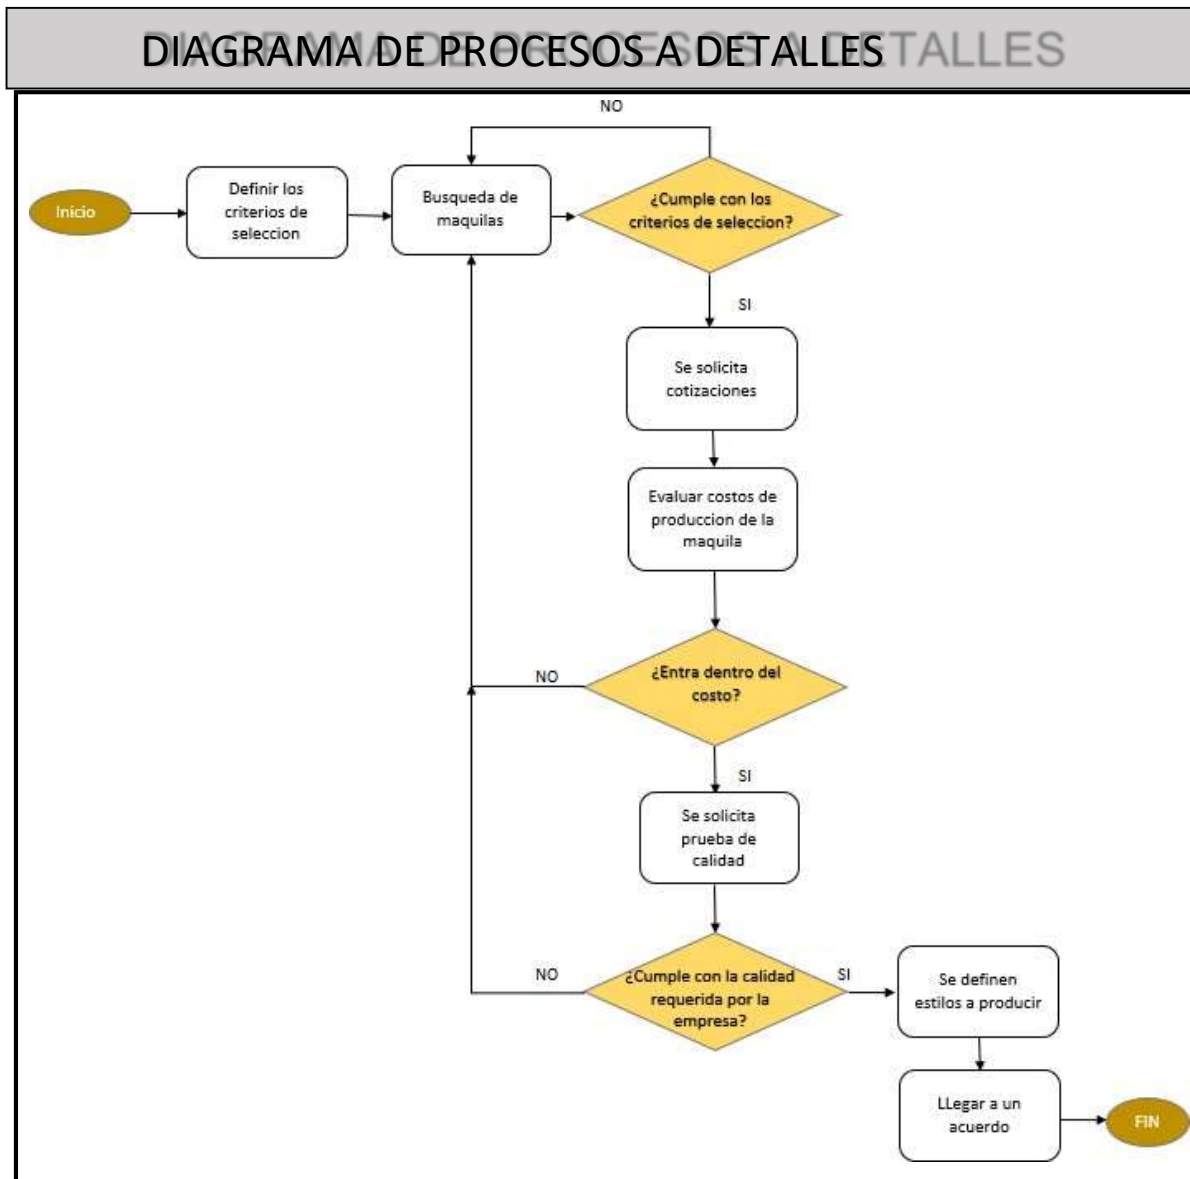 DIAGRAMA DE PROCESOS A DETALLES
NO
Inicio
Definir los
criterios de
seleccion
Busqueda de
maquilas
¿Cumple con los
criterios de seleccion?
SI
Se solicita
cotizaciones
Evaluar costos de
produccion de la
maquila
¿Entra dentro del
costo?
NO
SI
Se solicita
prueba de
calidad
¿Cumple con la calidad
requerida por la
empresa?
NO
SI
Se definen
estilos a producir
LLegar a un
acuerdo
FIN